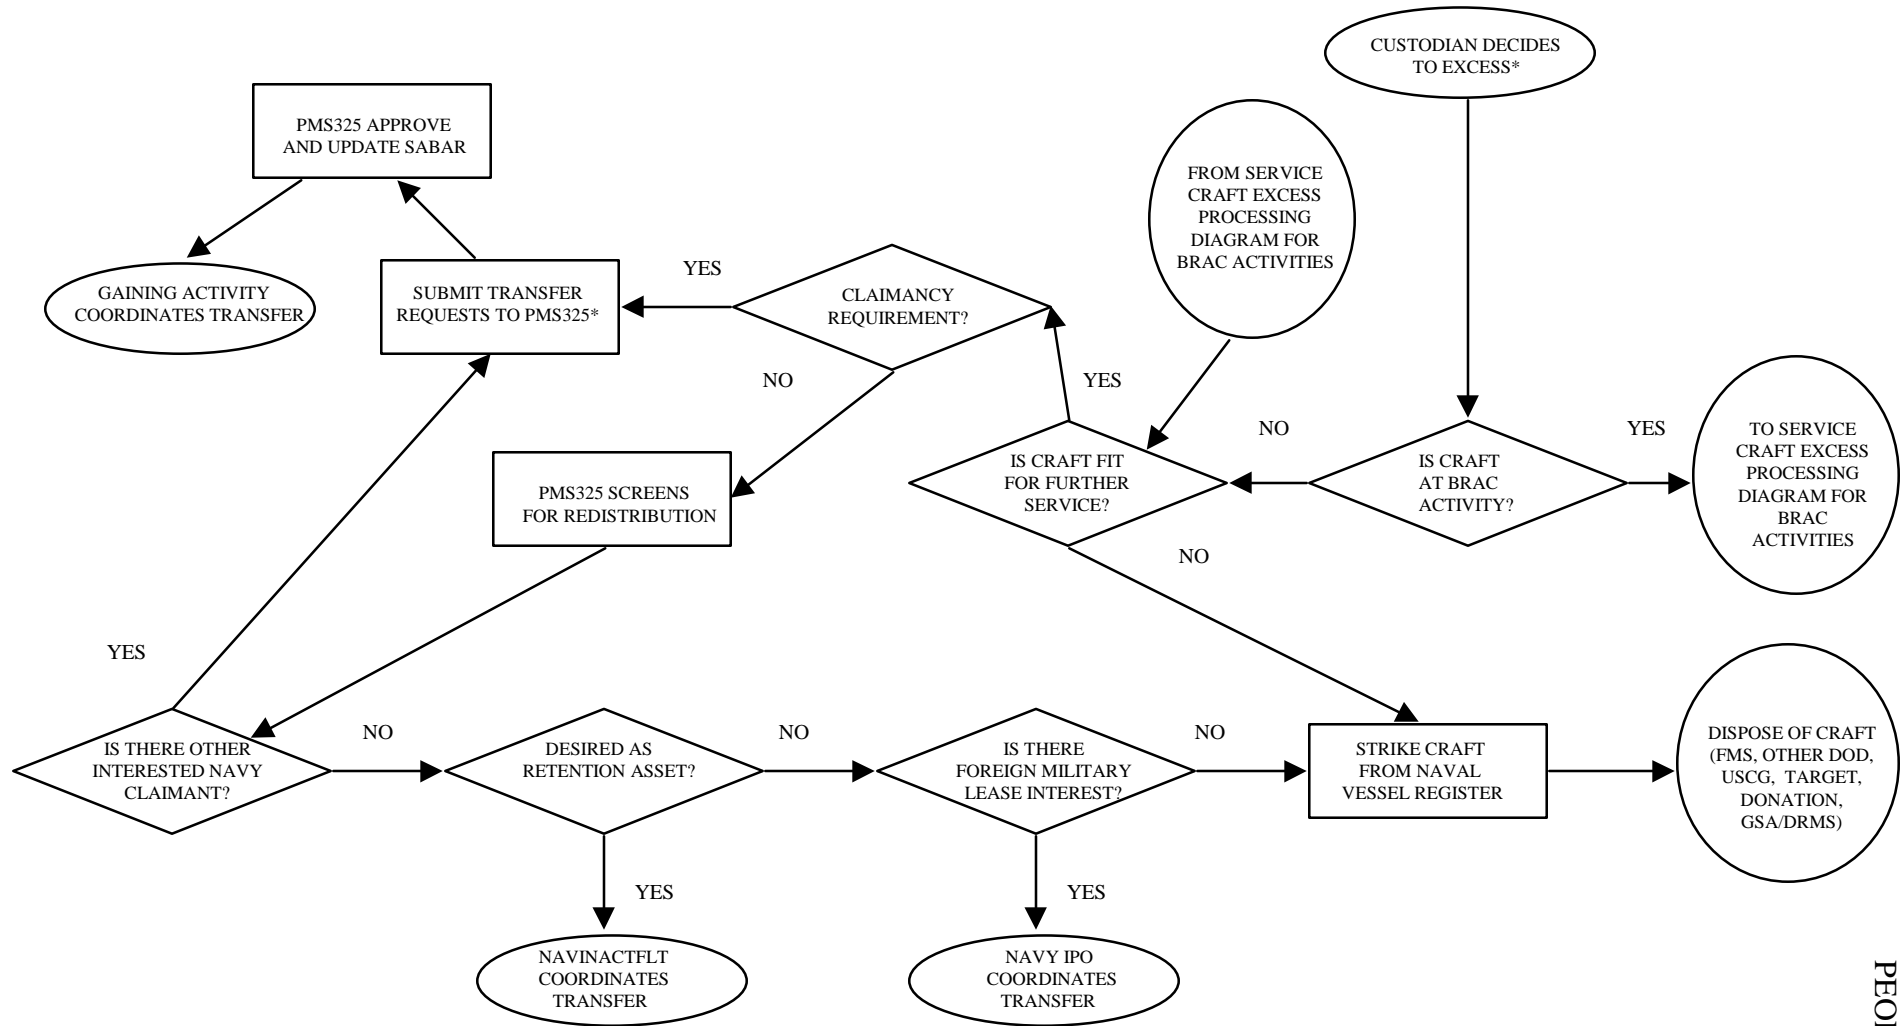 CUSTODIAN DECIDES
TO EXCESS*
PMS325 APPROVE
AND UPDATE SABAR
FROM SERVICE
CRAFT EXCESS
PROCESSING
DIAGRAM FOR
BRAC ACTIVITIES
GAINING ACTIVITY
COORDINATES TRANSFER
SUBMIT TRANSFER
REQUESTS TO PMS325*
YES
CLAIMANCY
REQUIREMENT?
NO
YES
PMS325 SCREENS
FOR REDISTRIBUTION
IS CRAFT FIT
FOR FURTHER
SERVICE?
NO
IS CRAFT
AT BRAC
ACTIVITY?
YES
TO SERVICE
CRAFT EXCESS
PROCESSING
DIAGRAM FOR
BRAC
ACTIVITIES
NO
YES
IS THERE OTHER
INTERESTED NAVY
CLAIMANT?
NO
DESIRED AS
RETENTION ASSET?
NO
IS THERE
FOREIGN MILITARY
LEASE INTEREST?
NO
STRIKE CRAFT
FROM NAVAL
VESSEL REGISTER
DISPOSE OF CRAFT
(FMS, OTHER DOD,
USCG, TARGET,
DONATION,
GSA/DRMS)
YES
YES
NAVINACTFLT
COORDINATES
TRANSFER
NAVY IPO
COORDINATES
TRANSFER